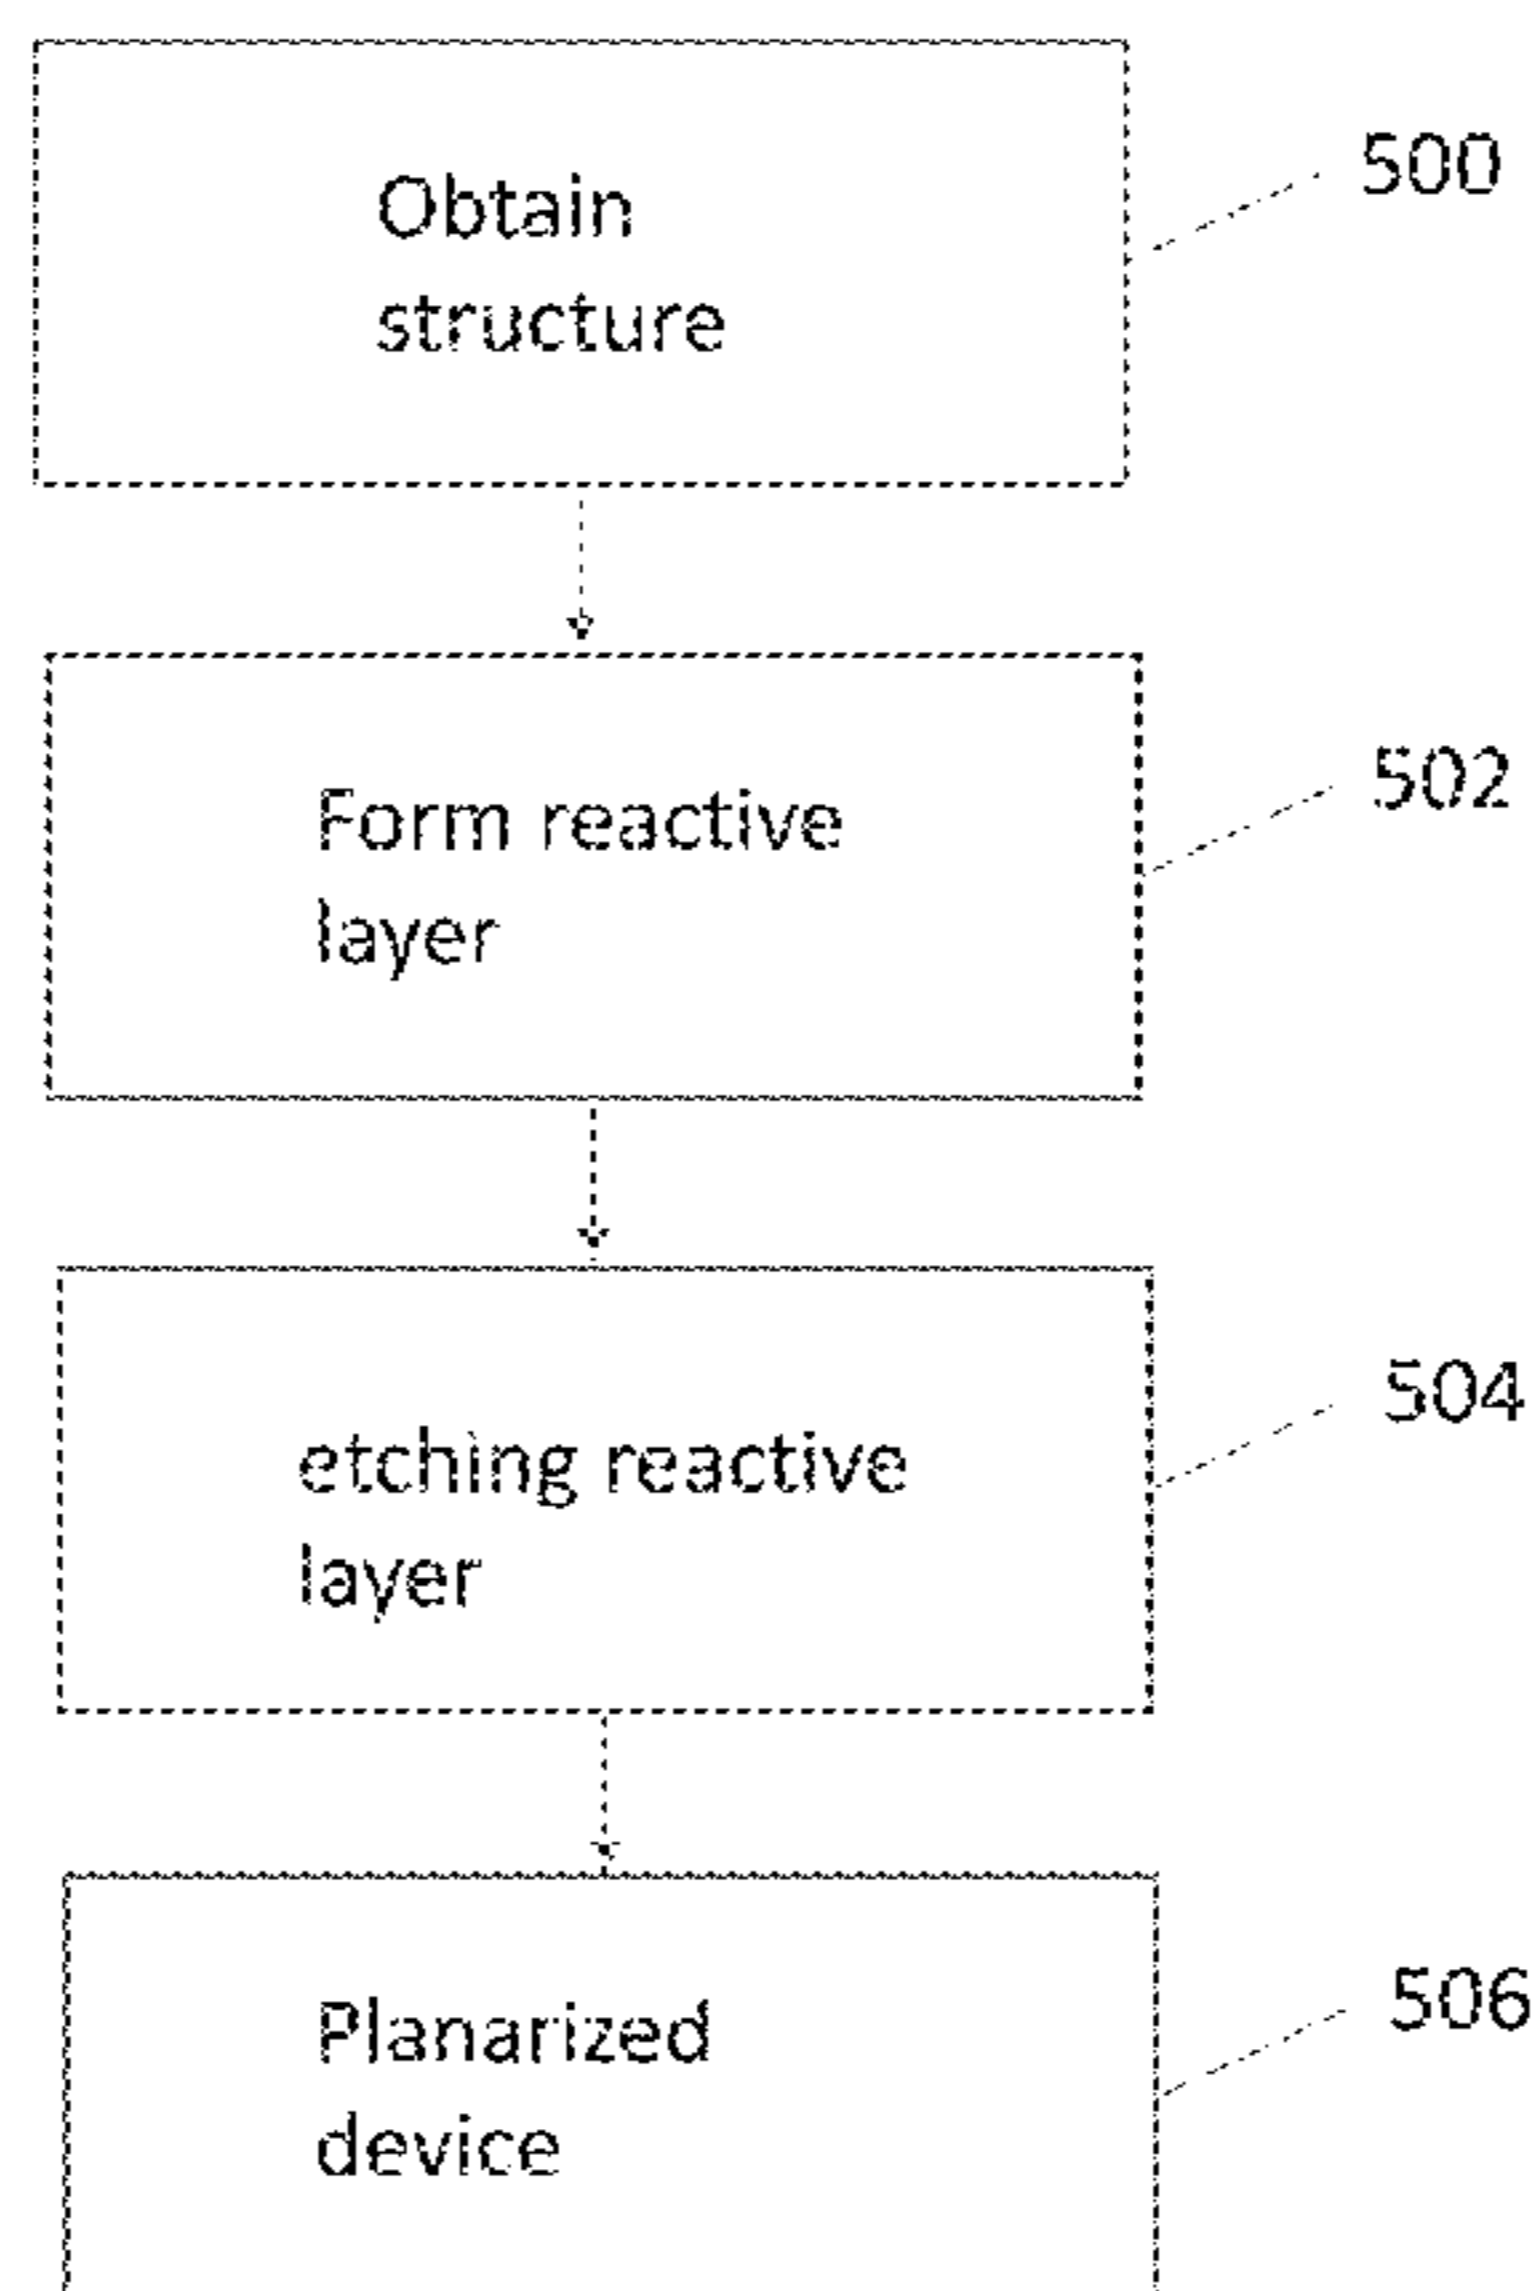 Obtain
structure
500
Form reactive
layer
502
etching reactive
layer
504
Planarized
device
506